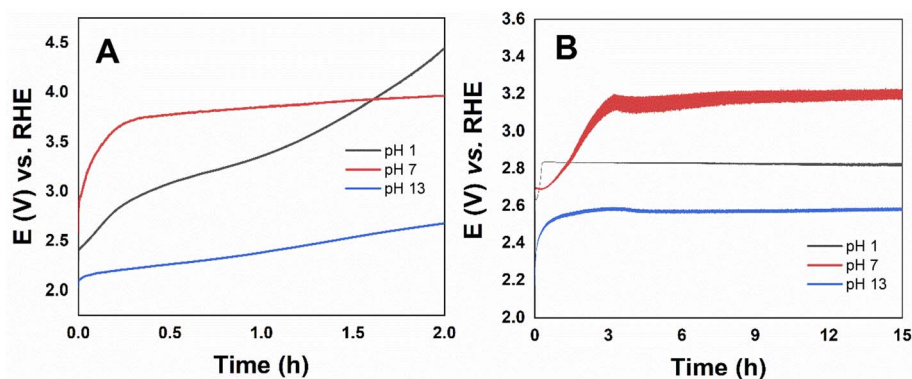 A
E (V) vs. RHE
4.5
4.0
3.5
3.0
2.5
2.0
pH 1
pH 7
pH 13
0.0
0.5
1.0
1.5
2.0
Time (h)
B
E (V) vs. RHE
3.6
3.4
3.2
3.0
2.8
2.6
2.4
2.2
2.0
pH 1
pH 7
pH 13
0
3
6
9
12
15
Time (h)